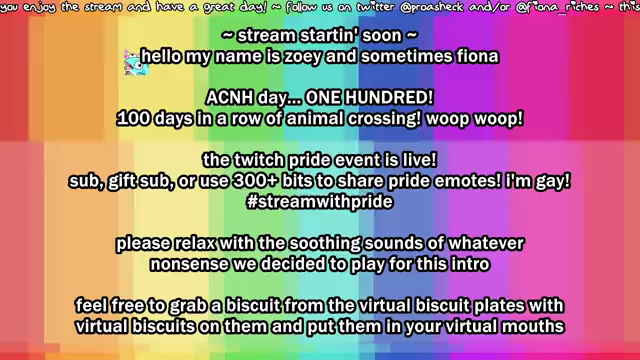 you enjoy the stream and have a great day! ~ follow us on twitter @proasheck and/or @fiona_riches ~ this
~ stream startin' soon ~
hello my name is zoey and sometimes fiona
ACNH day... ONE HUNDRED!
100 days in a row of animal crossing! woop woop!
the twitch pride event is live!
sub, gift sub, or use 300+ bits to share pride emotes! i'm gay!
#streamwithpride
please relax with the soothing sounds of whatever
nonsense we decided to play for this intro
feel free to grab a biscuit from the virtual biscuit plates with
virtual biscuits on them and put them in your virtual mouths